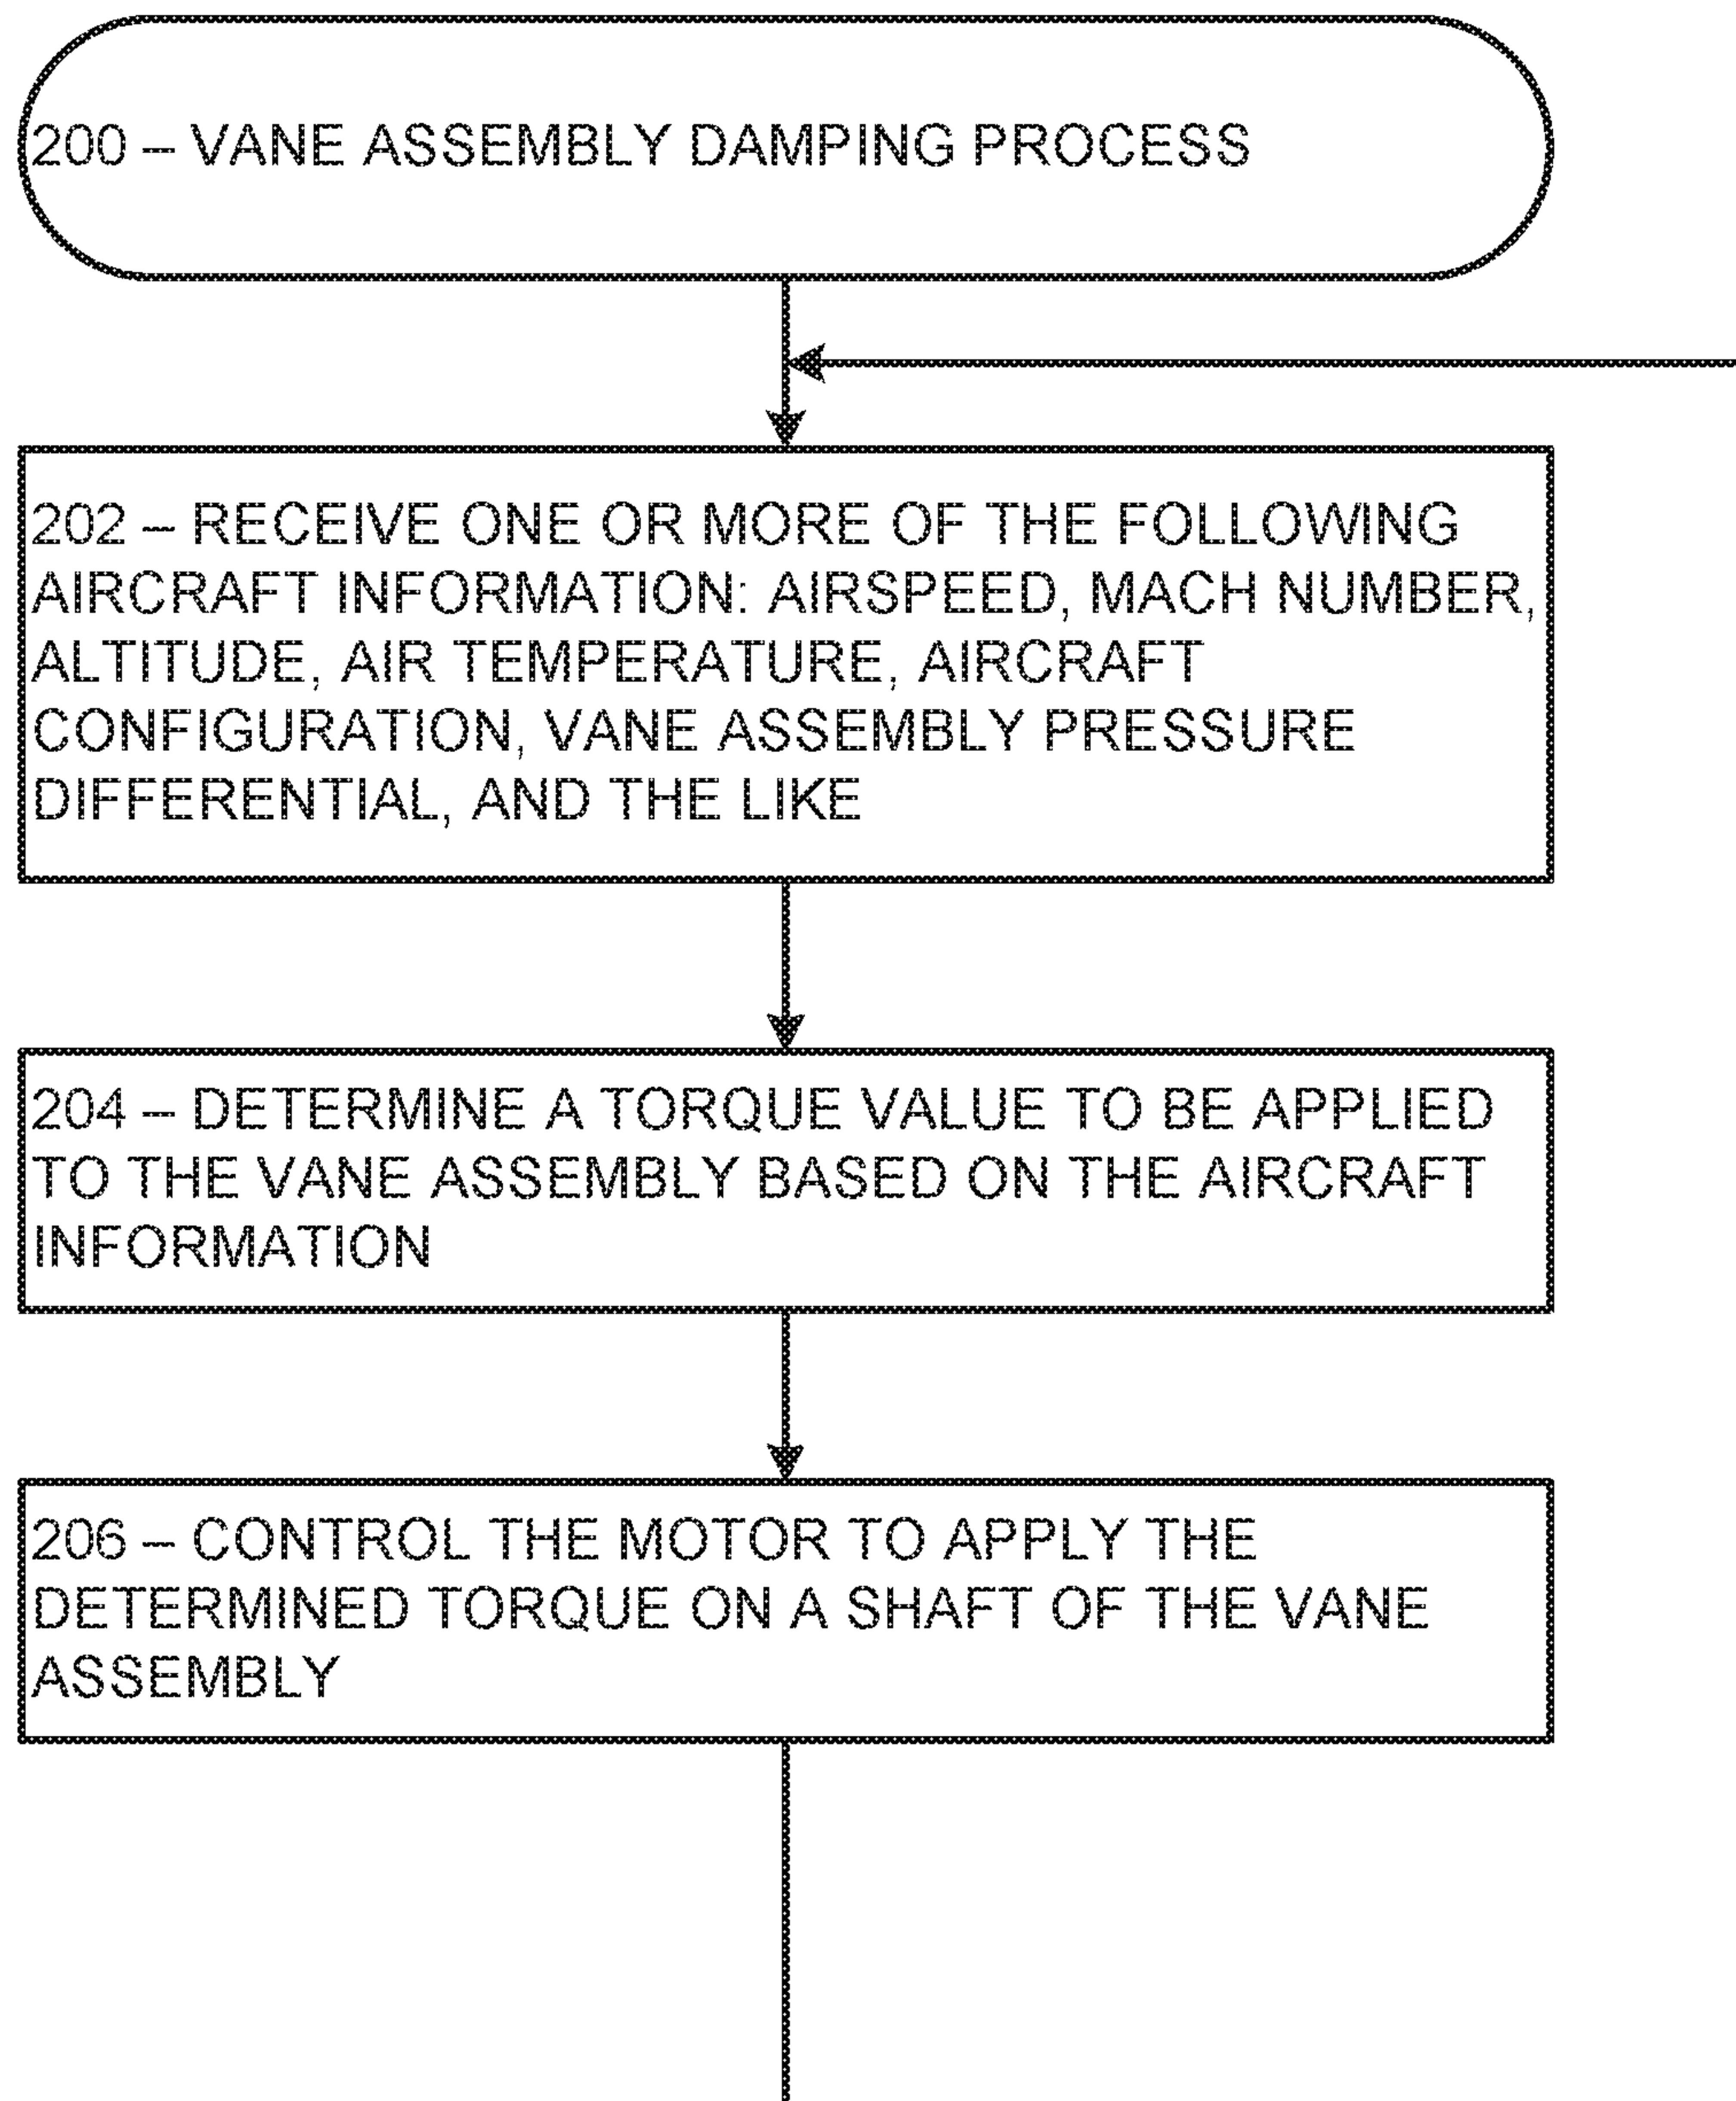 200 – VANE ASSEMBLY DAMPING PROCESS
202 – RECEIVE ONE OR MORE OF THE FOLLOWING
AIRCRAFT INFORMATION: AIRSPEED, MACH NUMBER,
ALTITUDE, AIR TEMPERATURE, AIRCRAFT
CONFIGURATION, VANE ASSEMBLY PRESSURE
DIFFERENTIAL, AND THE LIKE
204 – DETERMINE A TORQUE VALUE TO BE APPLIED
TO THE VANE ASSEMBLY BASED ON THE AIRCRAFT
INFORMATION
206 – CONTROL THE MOTOR TO APPLY THE
DETERMINED TORQUE ON A SHAFT OF THE VANE
ASSEMBLY